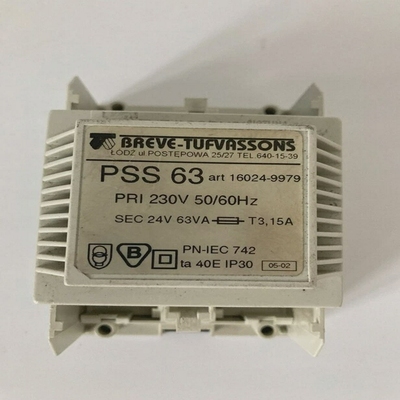 BREVE-TUFVASSONS
ŁÓDŹ ul POSTĘPOWA 25/27 TEL.640-15-39
PSS 63 art 16024-9979
PRI 230V 50/60Hz
SEC 24V 63VA T3,15A
B PN-IEC 742
ta 40E IP30 05-02